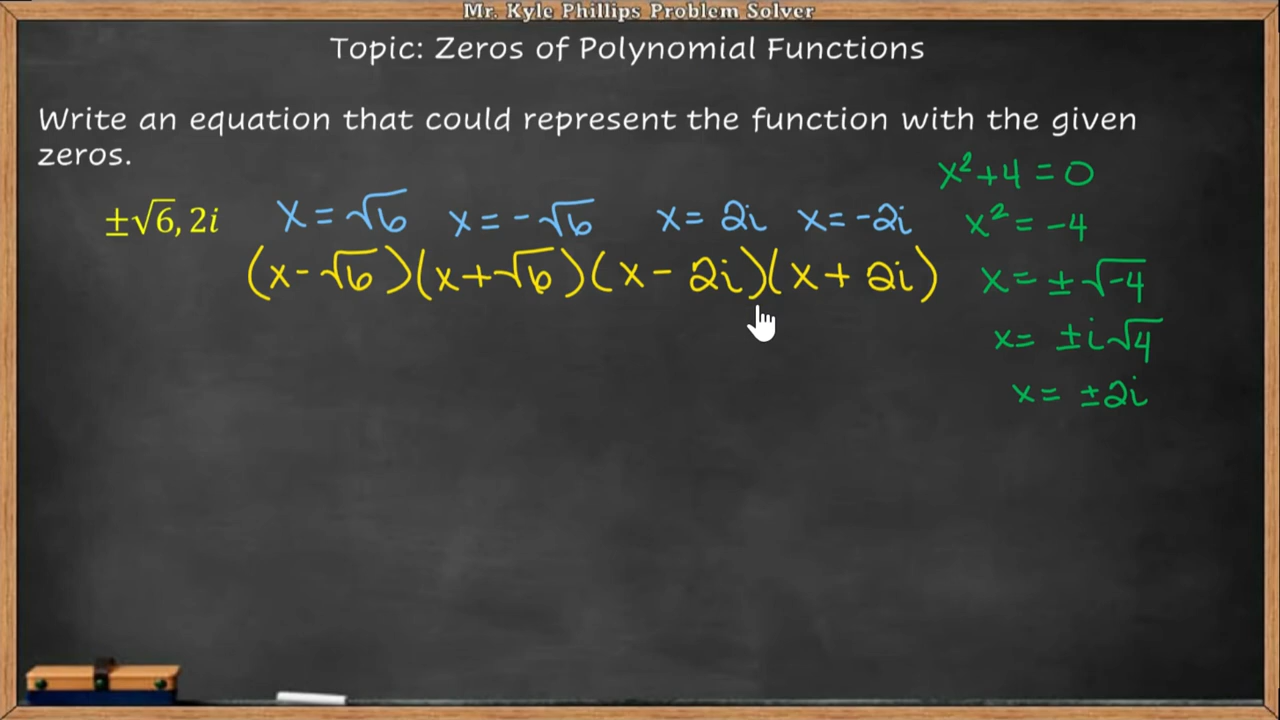 Mr. Kyle Phillips Problem Solver
Topic: Zeros of Polynomial Functions
Write an equation that could represent the function with the given
zeros.
x² + 4 = 0
±√6, 2i x = √6 x = -√6 x = 2i x = -2i
x² = -4
(x - √6)(x + √6)(x - 2i)(x + 2i)
x = ±√-4
x = ±i√4
x = ±2i